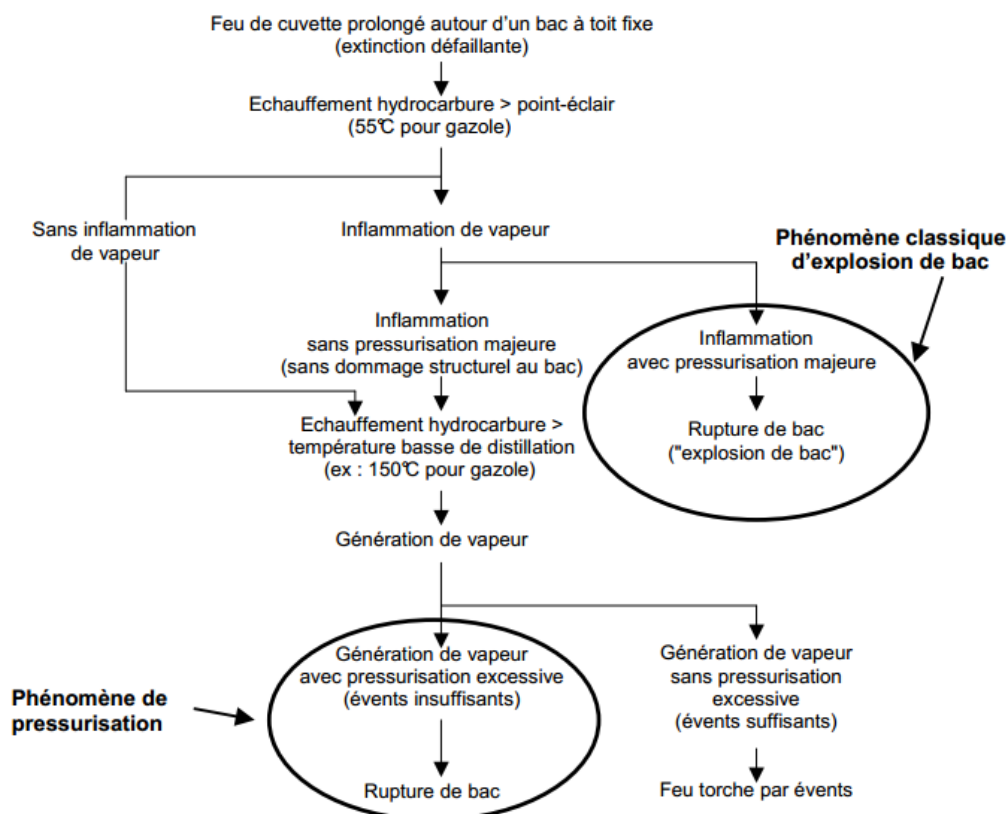 Feu de cuvette prolongé autour d'un bac à toit fixe
(extinction défaillante)
Echauffement hydrocarbure > point-éclair
(55°C pour gazole)
Sans inflammation
de vapeur
Inflammation de vapeur
Phénomène classique
d'explosion de bac
Inflammation
sans pressurisation majeure
(sans dommage structurel au bac)
Inflammation
avec pressurisation majeure
Rupture de bac
("explosion de bac")
Echauffement hydrocarbure >
température basse de distillation
(ex : 150°C pour gazole)
Génération de vapeur
Génération de vapeur
avec pressurisation excessive
(évents insuffisants)
Génération de vapeur
sans pressurisation
excessive
(évents suffisants)
Phénomène de
pressurisation
Rupture de bac
Feu torche par évents